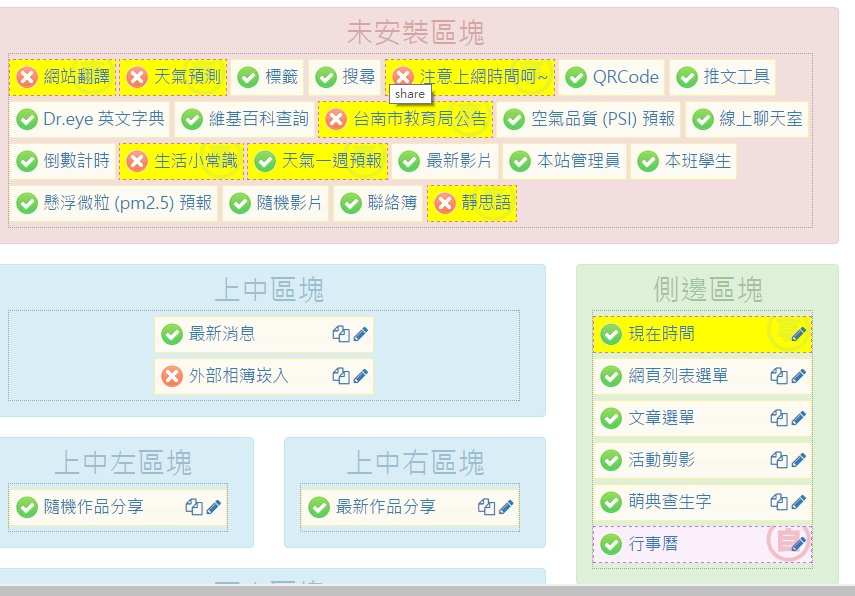 未安裝區塊
網站翻譯 天氣預測 標籤 搜尋 注意上網時間呵~ QRCode 推文工具
share
Dr.eye 英文字典 維基百科查詢 台南市教育局公告 空氣品質 (PSI) 預報 線上聊天室
倒數計時 生活小常識 天氣一週預報 最新影片 本站管理員 本班學生
懸浮微粒 (pm2.5) 預報 隨機影片 聯絡簿 靜思語
上中區塊
最新消息
外部相簿崁入
側邊區塊
現在時間
網頁列表選單
文章選單
活動剪影
萌典查生字
行事曆
自
上中左區塊
隨機作品分享
上中右區塊
最新作品分享